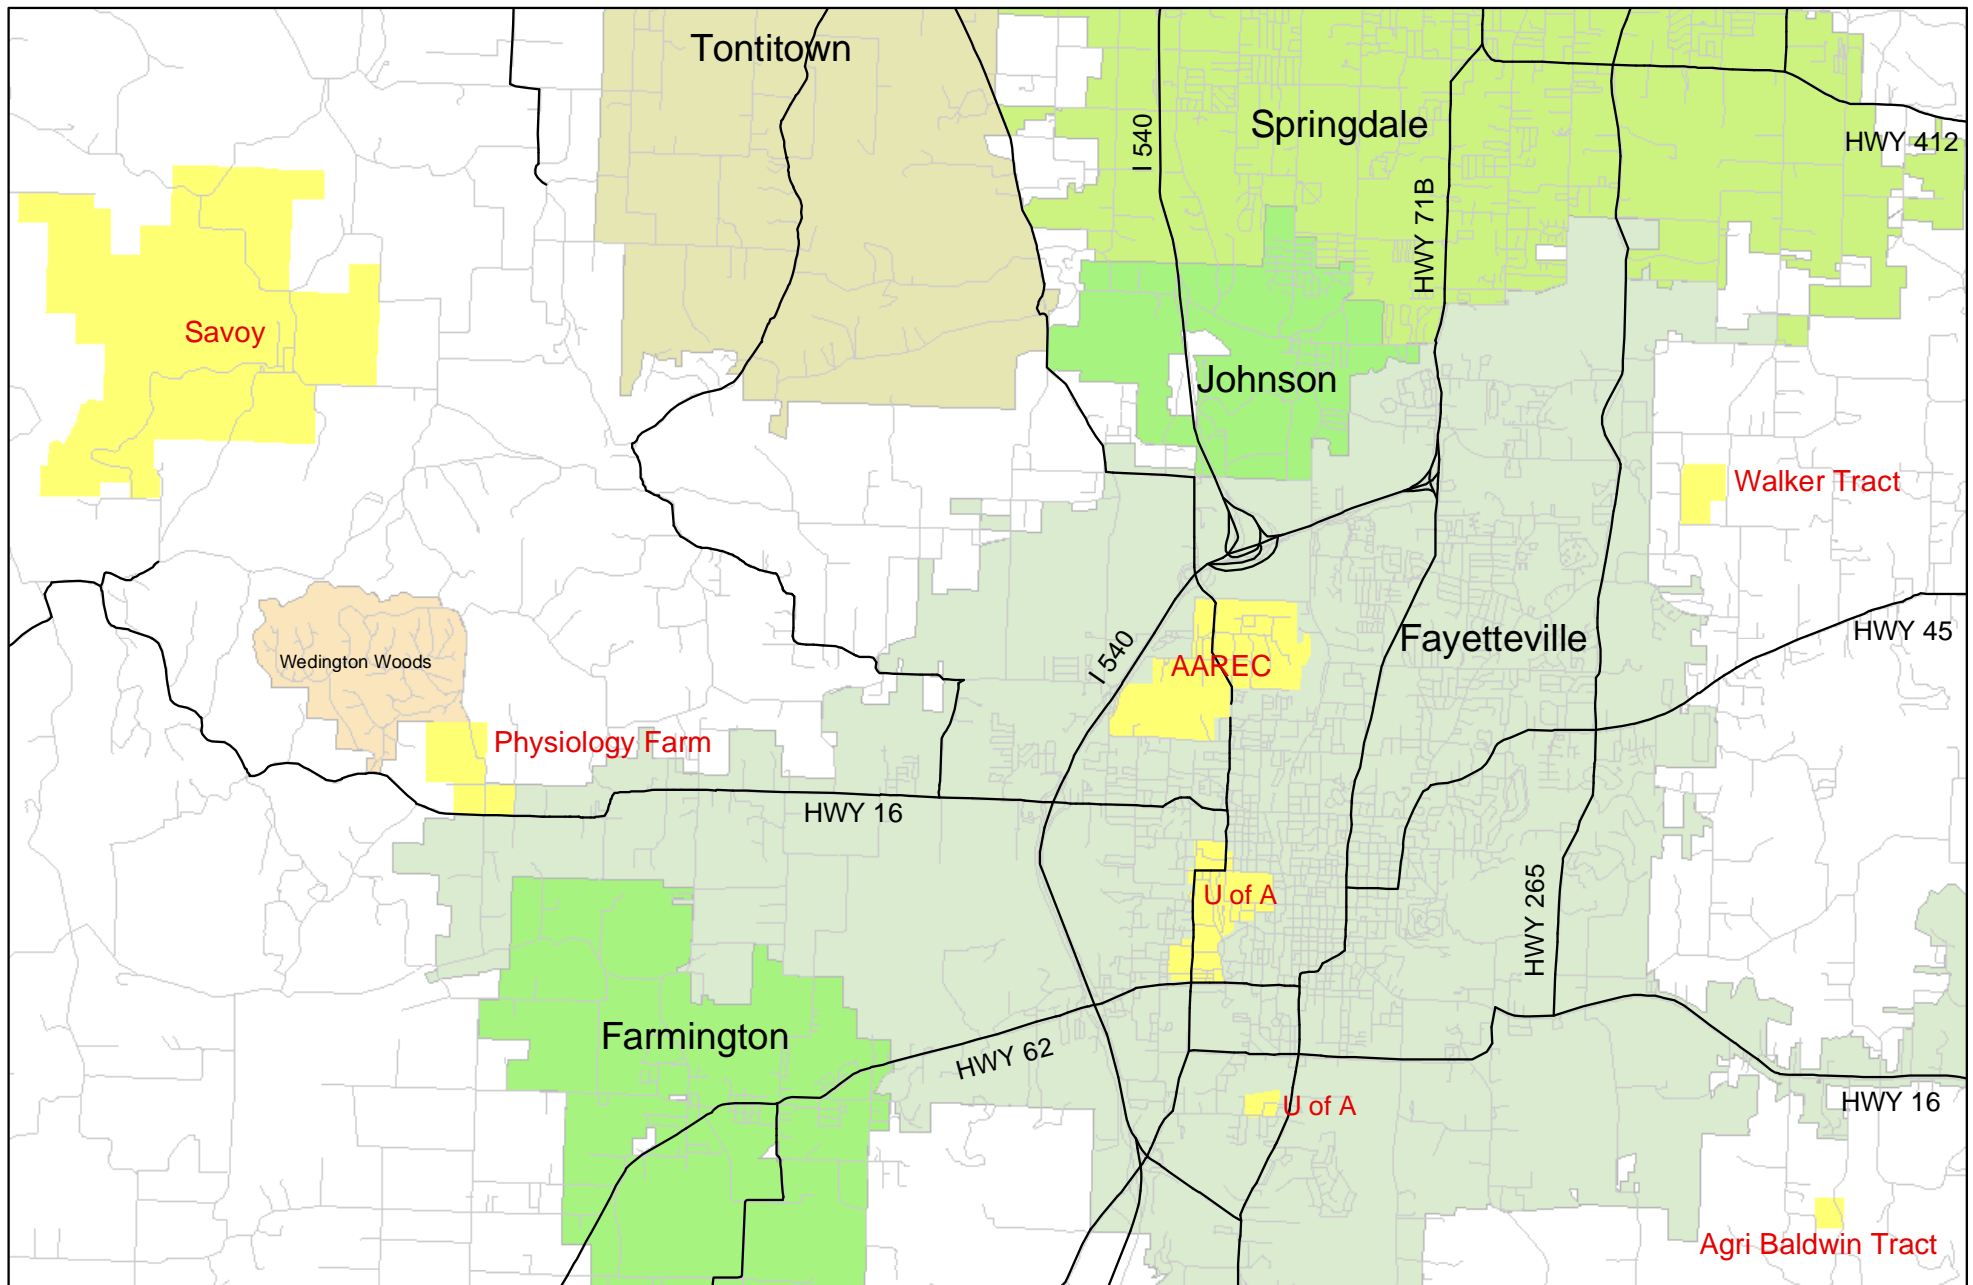 Tontitown
Springdale
I 540
HWY 412
HWY 71B
Savoy
Johnson
Walker Tract
Fayetteville
HWY 45
I 540
AAREC
Wedington Woods
Physiology Farm
HWY 16
U of A
HWY 265
Farmington
HWY 62
U of A
HWY 16
Agri Baldwin Tract